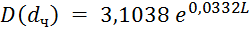 D(dч) = 3,1038 e^0,0332L